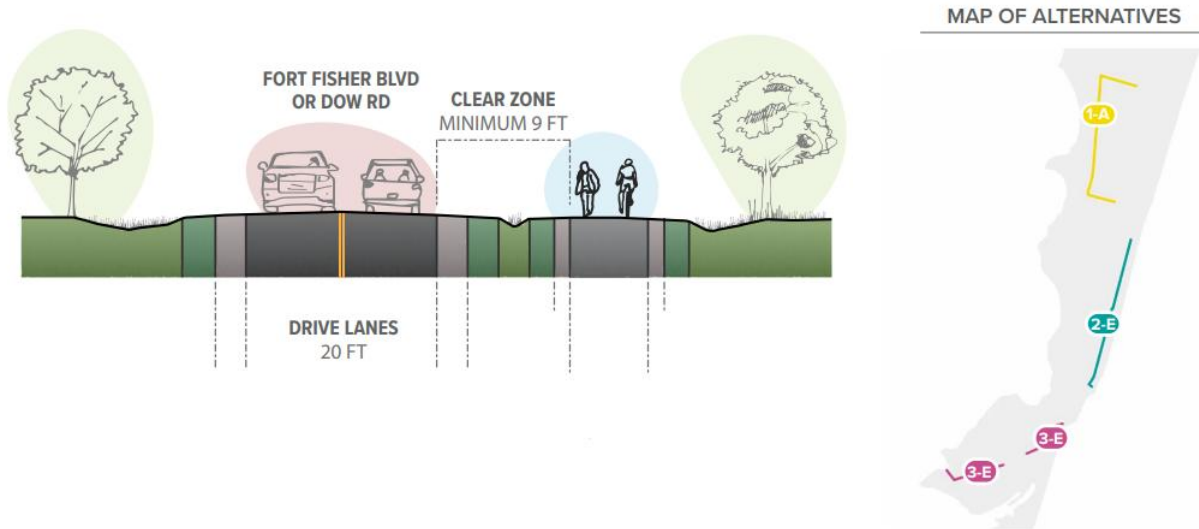 MAP OF ALTERNATIVES
FORT FISHER BLVD
OR DOW RD
CLEAR ZONE
MINIMUM 9 FT
DRIVE LANES
20 FT
1-A
2-E
3-E
3-E